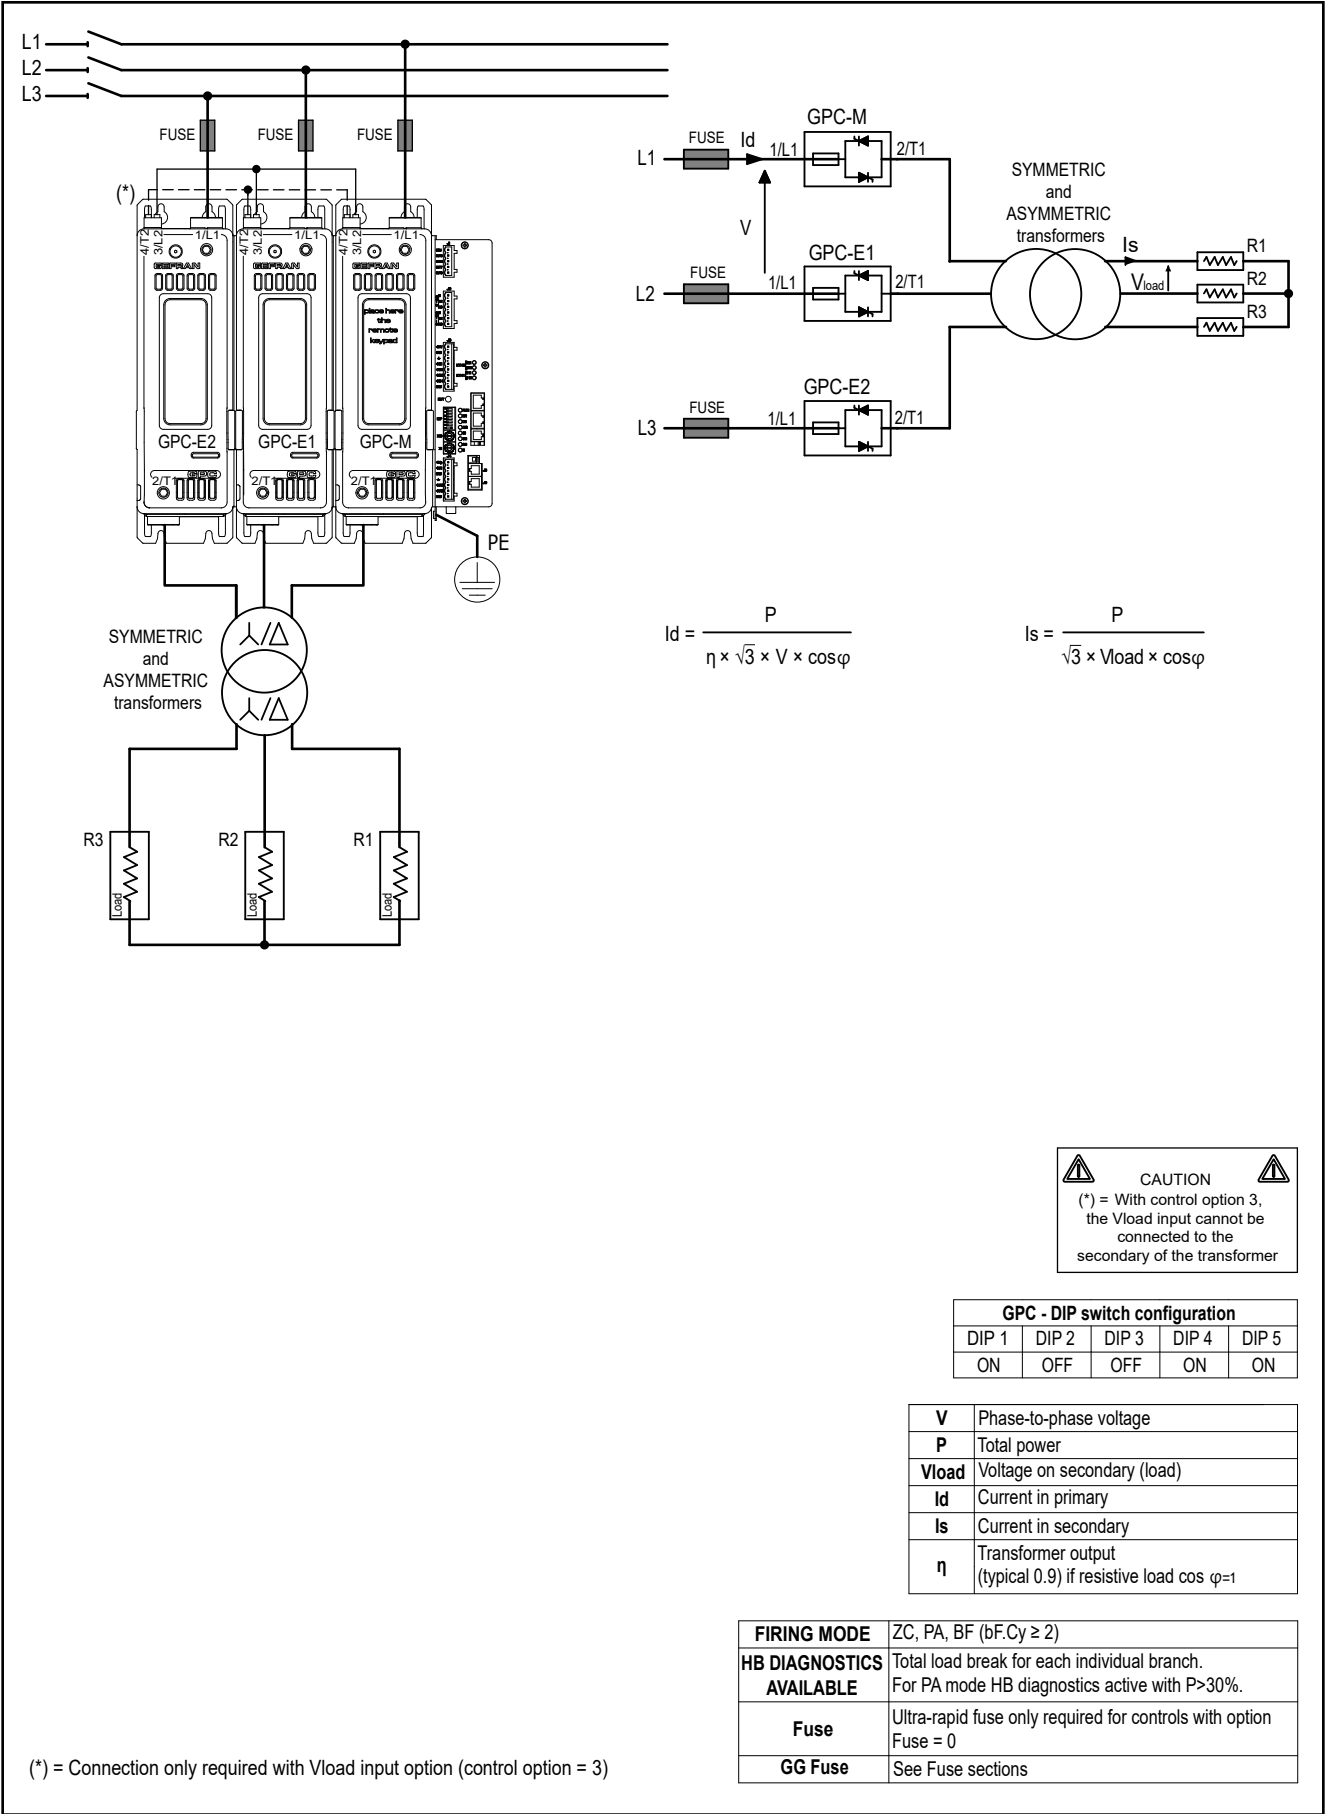 L1
L2
L3
FUSE
FUSE
FUSE
(*)
4/T2
3/L2
1/L1
4/T2
3/L2
1/L1
4/T2
3/L2
1/L1
GEFRAN
GEFRAN
GEFRAN
place here
the
remote
keypad
GPC-E2
GPC-E1
GPC-M
2/T1
GPC
2/T1
GPC
2/T1
GPC
PE
SYMMETRIC
and
ASYMMETRIC
transformers
R3
Load
R2
Load
R1
Load
GPC-M
L1
FUSE
Id
1/L1
2/T1
V
GPC-E1
L2
FUSE
1/L1
2/T1
GPC-E2
L3
FUSE
1/L1
2/T1
SYMMETRIC
and
ASYMMETRIC
transformers
Is
Vload
R1
R2
R3
Id = P / η × √3 × V × cosφ
Is = P / √3 × Vload × cosφ
CAUTION
(*) = With control option 3,
the Vload input cannot be
connected to the
secondary of the transformer
GPC - DIP switch configuration
DIP 1 DIP 2 DIP 3 DIP 4 DIP 5
ON OFF OFF ON ON
V Phase-to-phase voltage
P Total power
Vload Voltage on secondary (load)
Id Current in primary
Is Current in secondary
η Transformer output
(typical 0.9) if resistive load cos φ=1
FIRING MODE ZC, PA, BF (bF.Cy ≥ 2)
HB DIAGNOSTICS AVAILABLE Total load break for each individual branch.
For PA mode HB diagnostics active with P>30%.
Fuse Ultra-rapid fuse only required for controls with option
Fuse = 0
GG Fuse See Fuse sections
(*) = Connection only required with Vload input option (control option = 3)